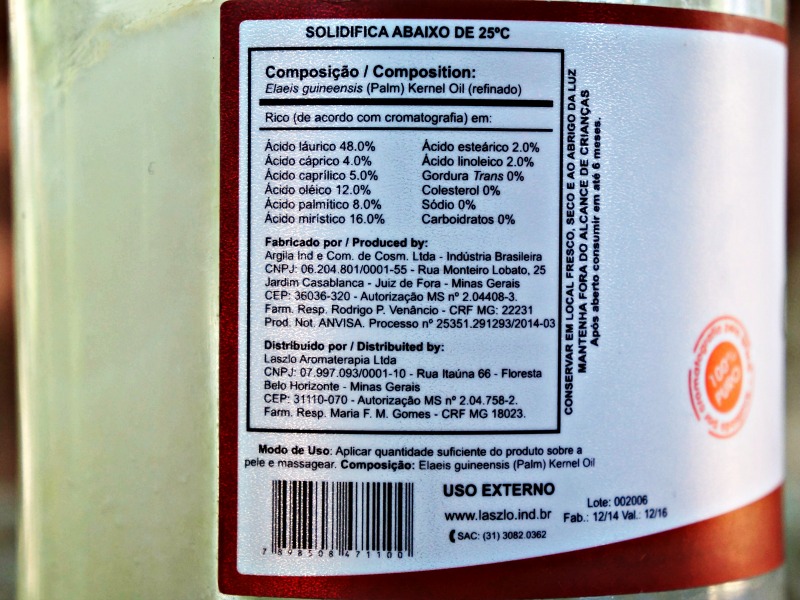 SOLIDIFICA ABAIXO DE 25ºC
Composição / Composition:
Elaeis guineensis (Palm) Kernel Oil (refinado)
Rico (de acordo com cromatografia) em:
Ácido láurico 48.0%
Ácido cáprico 4.0%
Ácido caprílico 5.0%
Ácido oléico 12.0%
Ácido palmítico 8.0%
Ácido mirístico 16.0%
Ácido esteárico 2.0%
Ácido linoleico 2.0%
Gordura Trans 0%
Colesterol 0%
Sódio 0%
Carboidratos 0%
Fabricado por / Produced by:
Argila Ind e Com. de Cosm. Ltda - Indústria Brasileira
CNPJ: 06.204.801/0001-55 - Rua Monteiro Lobato, 25
Jardim Casablanca - Juiz de Fora - Minas Gerais
CEP: 36036-320 - Autorização MS nº 2.04408-3.
Farm. Resp. Rodrigo P. Venâncio - CRF MG: 22231
Prod. Not. ANVISA. Processo nº 25351.291293/2014-03
Distribuído por / Distribuited by:
Laszlo Aromaterapia Ltda
CNPJ: 07.997.093/0001-10 - Rua Itaúna 66 - Floresta
Belo Horizonte - Minas Gerais
CEP: 31110-070 - Autorização MS nº 2.04.758-2.
Farm. Resp. Maria F. M. Gomes - CRF MG 18023.
CONSERVAR EM LOCAL FRESCO, SECO E AO ABRIGO DA LUZ
MANTENHA FORA DO ALCANCE DE CRIANÇAS
Após aberto consumir em até 6 meses.
Modo de Uso: Aplicar quantidade suficiente do produto sobre a
pele e massagear. Composição: Elaeis guineensis (Palm) Kernel Oil
7 898508 471100
USO EXTERNO
www.laszlo.ind.br
SAC: (31) 3082.0362
Lote: 002006
Fab.: 12/14 Val.: 12/16
100%
PURO